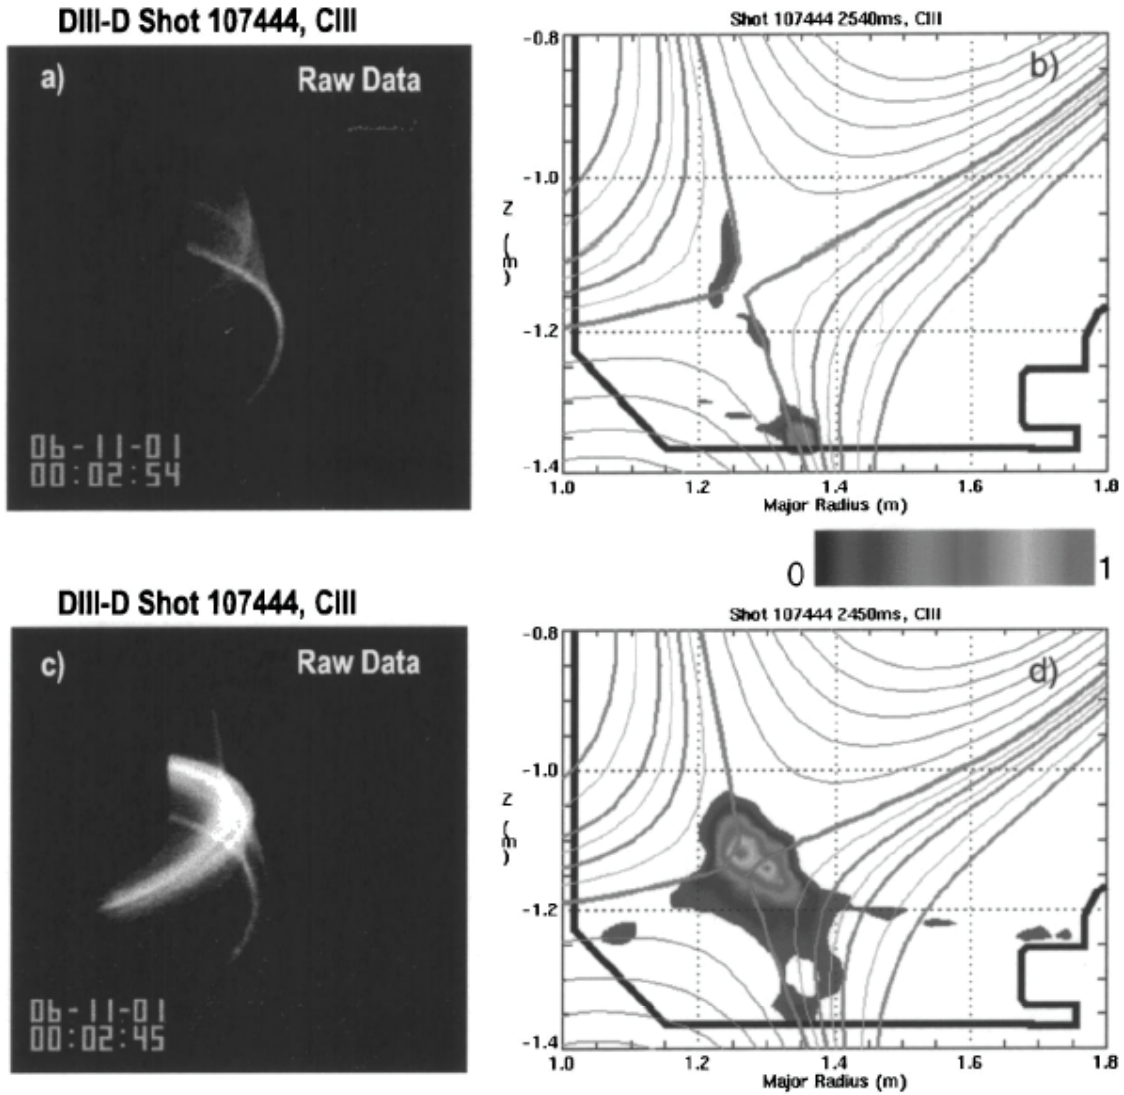 DIII-D Shot 107444, CIII
a)
Raw Data
06-11-01
00:02:54
Shot 107444 2540ms, CIII
b)
-0.8
-1.0
-1.2
-1.4
Z (m)
1.0 1.2 1.4 1.6 1.8
Major Radius (m)
0 1
DIII-D Shot 107444, CIII
c)
Raw Data
06-11-01
00:02:45
Shot 107444 2450ms, CIII
d)
-0.8
-1.0
-1.2
-1.4
Z (m)
1.0 1.2 1.4 1.6 1.8
Major Radius (m)